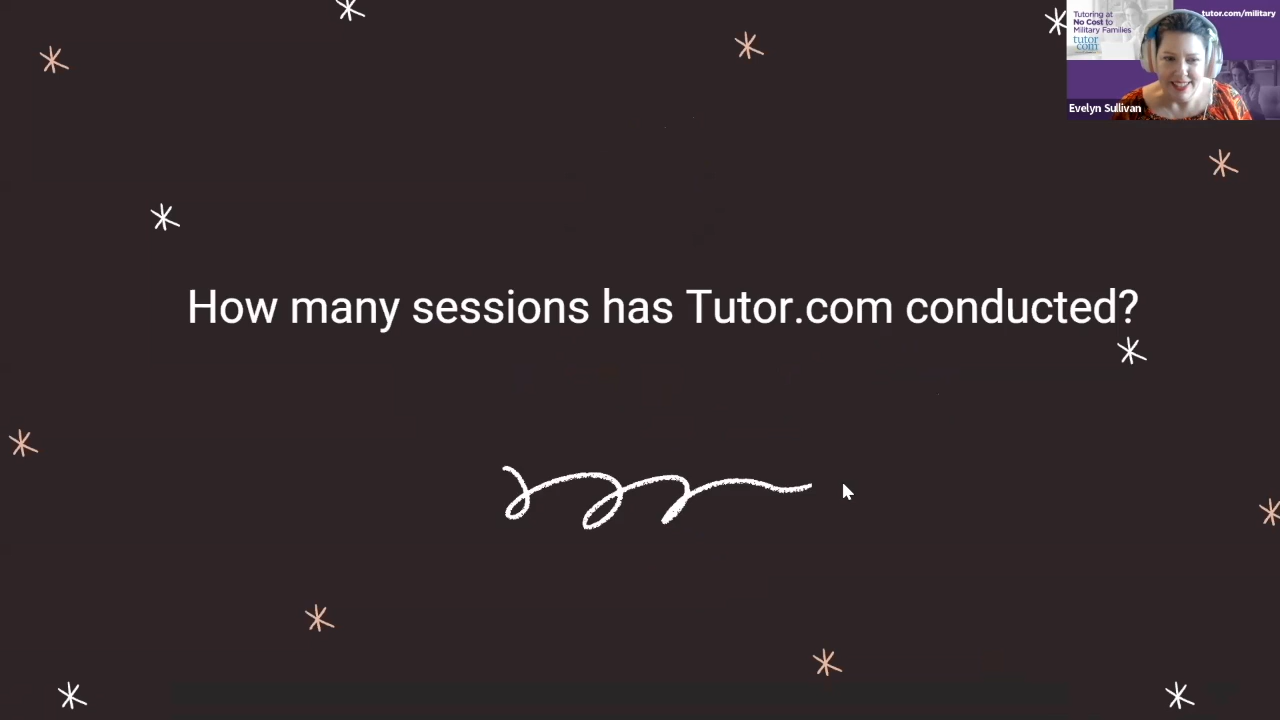 Tutoring at
No Cost to
Military Families
tutor
com
tutor.com/military
Evelyn Sullivan
How many sessions has Tutor.com conducted?